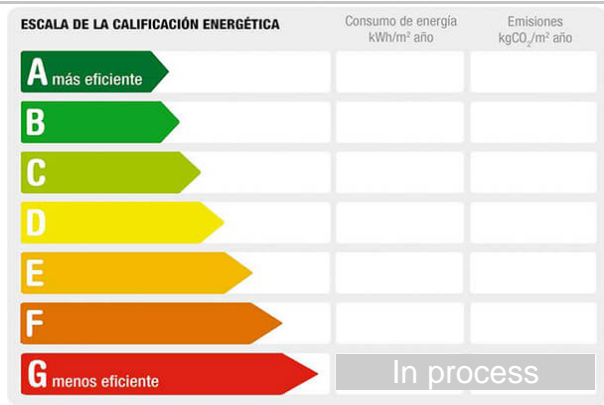 ESCALA DE LA CALIFICACIÓN ENERGÉTICA
Consumo de energía
kWh/m² año
Emisiones
kgCO₂/m² año
A más eficiente
B
C
D
E
F
G menos eficiente
In process